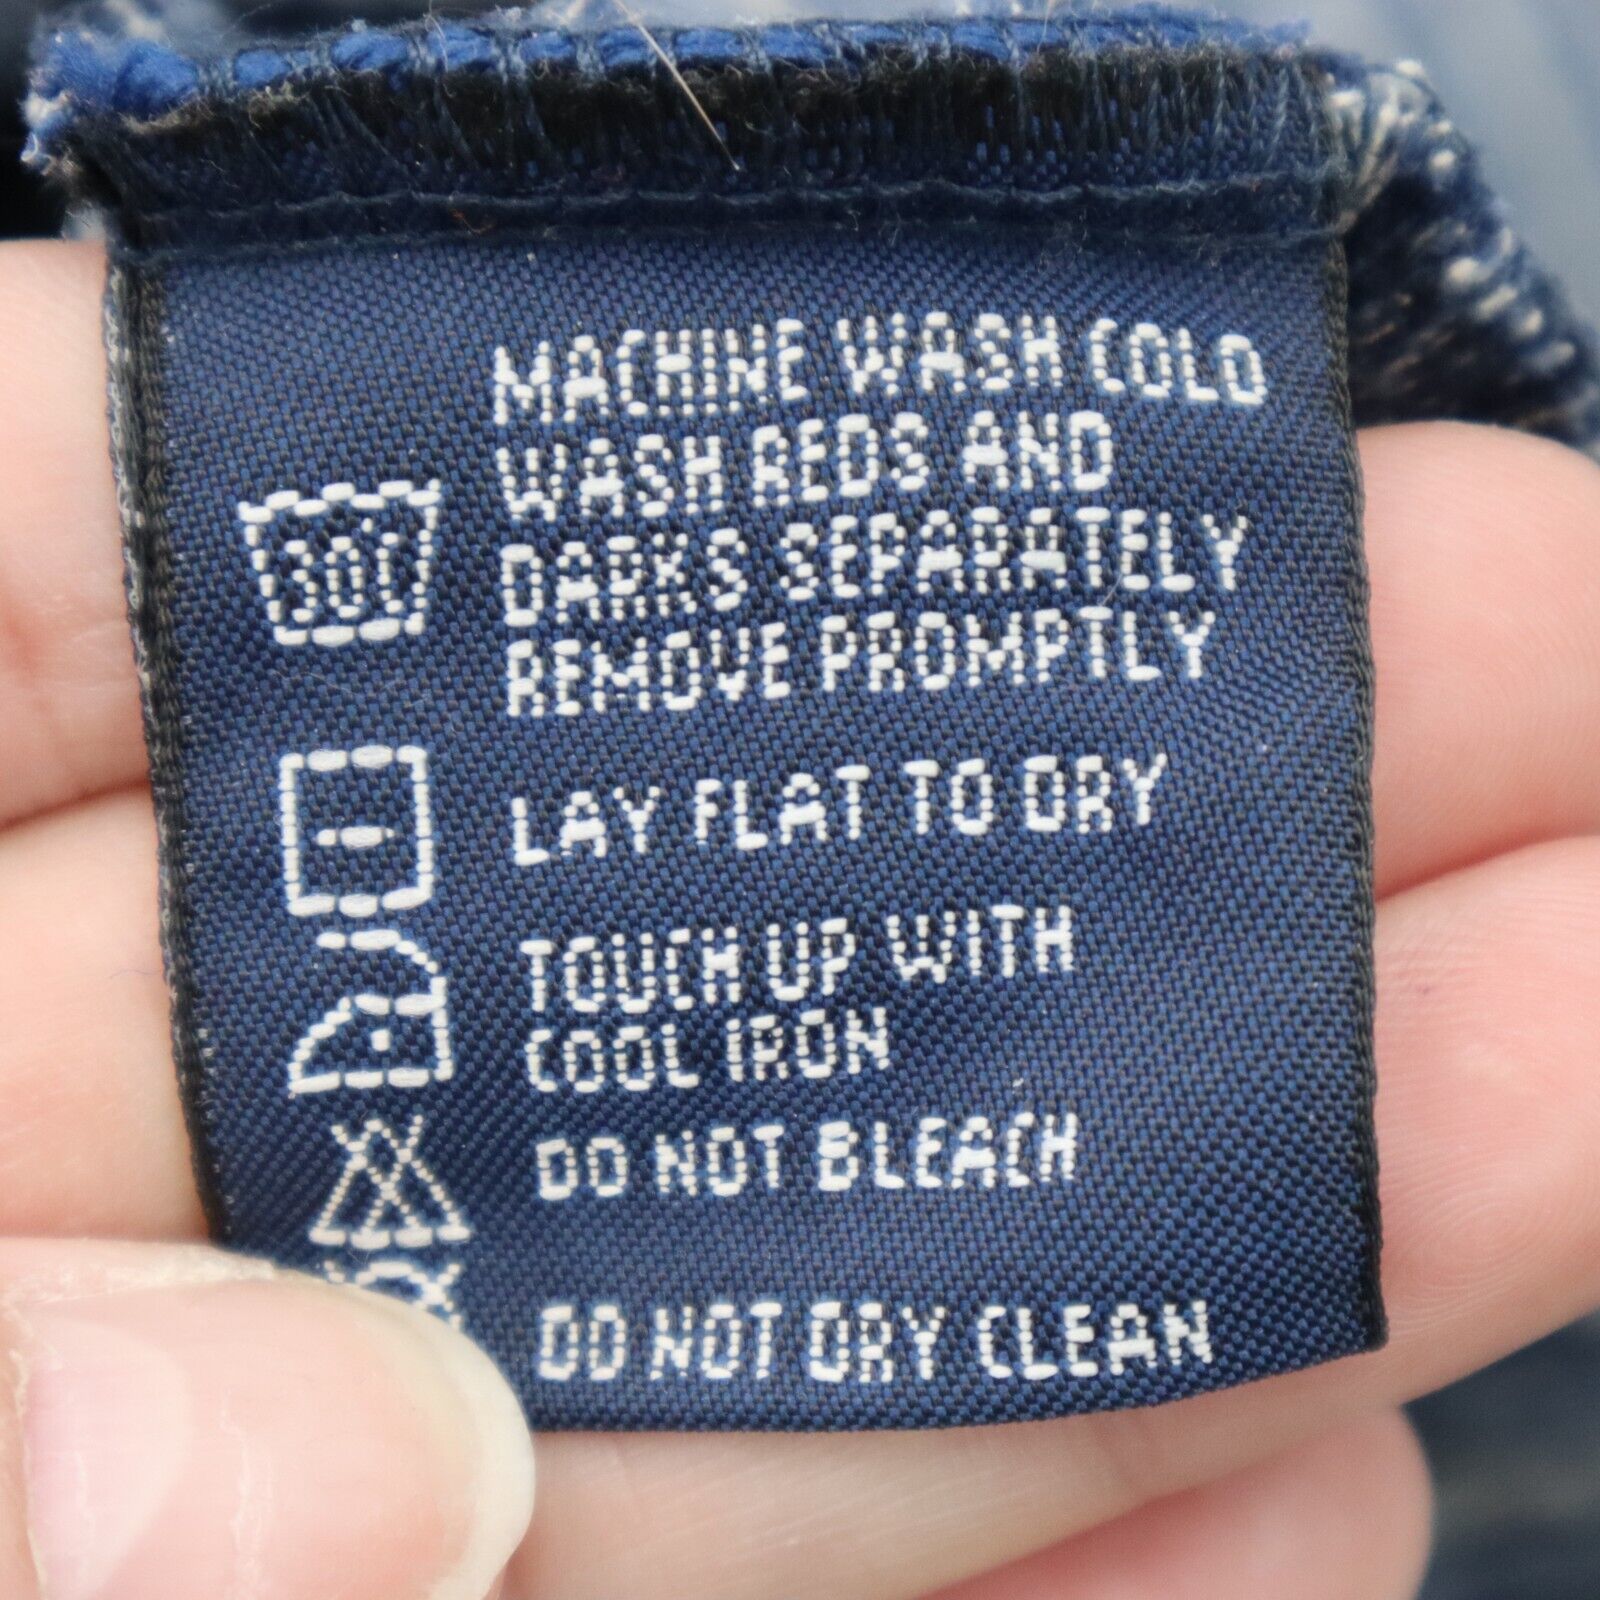 MACHINE WASH COLD
WASH REDS AND
DARKS SEPARATELY
30C
REMOVE PROMPTLY
LAY FLAT TO DRY
TOUCH UP WITH
COOL IRON
DO NOT BLEACH
DO NOT DRY CLEAN